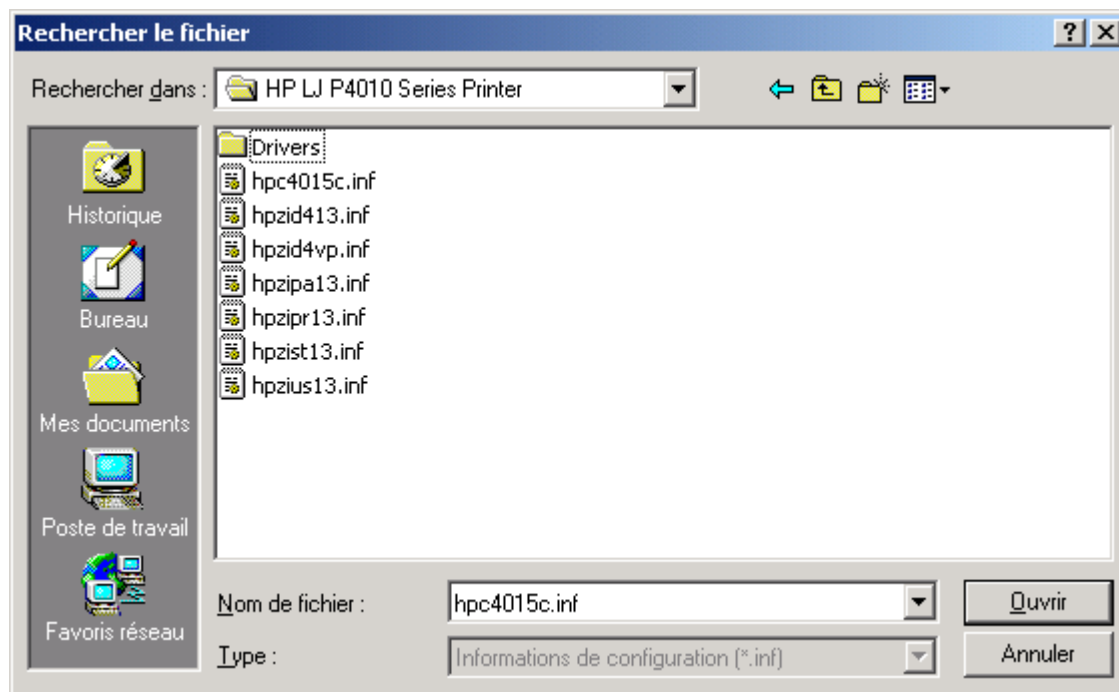 Rechercher le fichier
Rechercher dans : HP LJ P4010 Series Printer
Historique
Bureau
Mes documents
Poste de travail
Favoris réseau
Drivers
hpc4015c.inf
hpzid413.inf
hpzid4vp.inf
hpzipa13.inf
hpzipr13.inf
hpzist13.inf
hpzius13.inf
Nom de fichier : hpc4015c.inf Ouvrir
Type : Informations de configuration (*.inf) Annuler